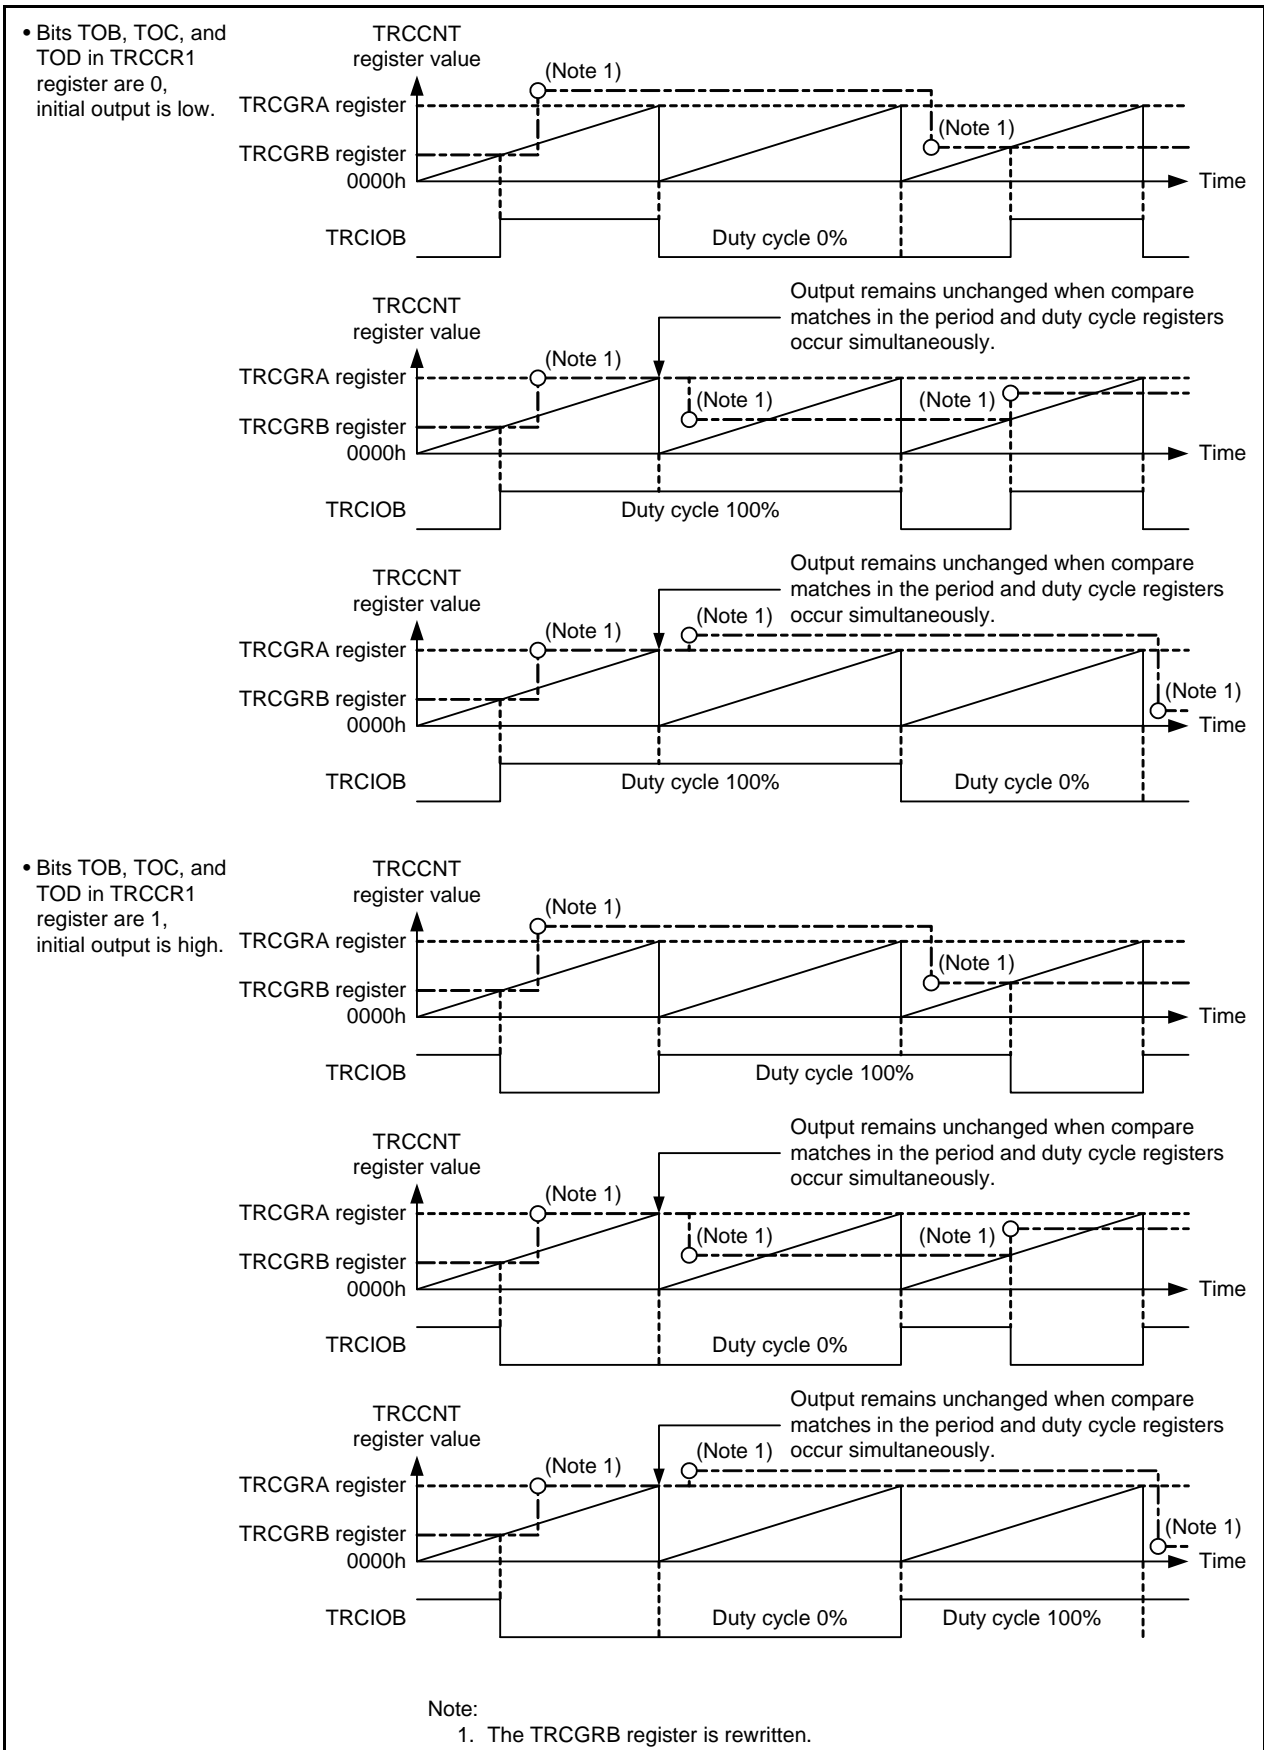 • Bits TOB, TOC, and
TOD in TRCCR1
register are 0,
initial output is low.
TRCCNT
register value
(Note 1)
TRCGRA register
(Note 1)
TRCGRB register
0000h
Time
TRCIOB
Duty cycle 0%
Output remains unchanged when compare
matches in the period and duty cycle registers
occur simultaneously.
TRCCNT
register value
(Note 1)
TRCGRA register
(Note 1)
(Note 1)
TRCGRB register
0000h
Time
TRCIOB
Duty cycle 100%
Output remains unchanged when compare
matches in the period and duty cycle registers
occur simultaneously.
TRCCNT
register value
(Note 1)
(Note 1)
TRCGRA register
TRCGRB register
(Note 1)
0000h
Time
TRCIOB
Duty cycle 100%
Duty cycle 0%
• Bits TOB, TOC, and
TOD in TRCCR1
register are 1,
initial output is high.
TRCCNT
register value
(Note 1)
TRCGRA register
(Note 1)
TRCGRB register
0000h
Time
TRCIOB
Duty cycle 100%
Output remains unchanged when compare
matches in the period and duty cycle registers
occur simultaneously.
TRCCNT
register value
(Note 1)
TRCGRA register
(Note 1)
(Note 1)
TRCGRB register
0000h
Time
TRCIOB
Duty cycle 0%
Output remains unchanged when compare
matches in the period and duty cycle registers
occur simultaneously.
TRCCNT
register value
(Note 1)
(Note 1)
TRCGRA register
TRCGRB register
(Note 1)
0000h
Time
TRCIOB
Duty cycle 0%
Duty cycle 100%
Note:
1. The TRCGRB register is rewritten.